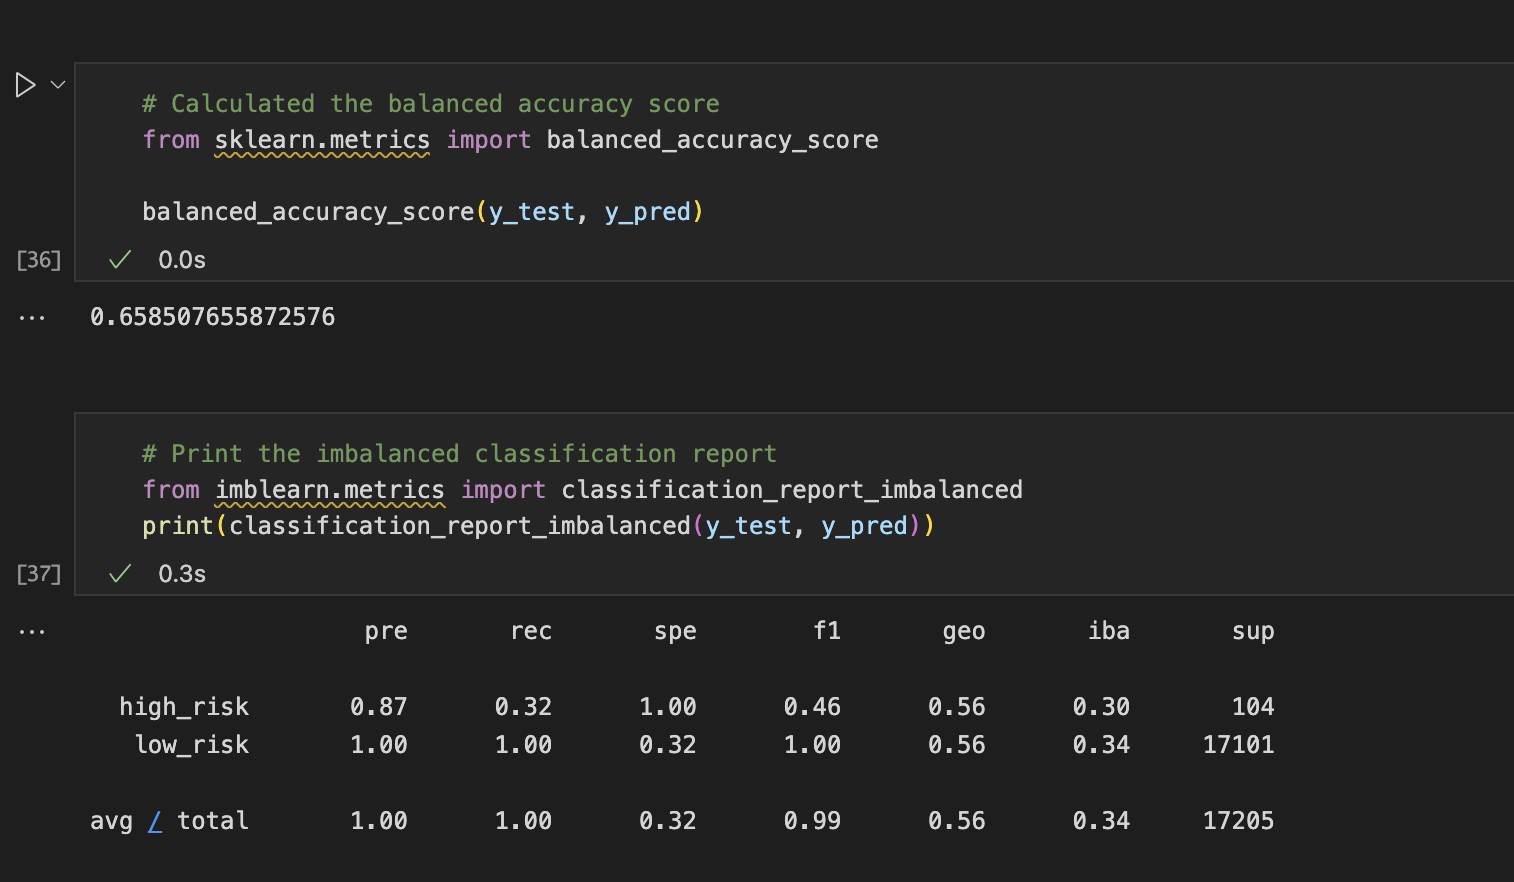 # Calculated the balanced accuracy score
from sklearn.metrics import balanced_accuracy_score
balanced_accuracy_score(y_test, y_pred)
[36] 0.0s
... 0.658507655872576
# Print the imbalanced classification report
from imblearn.metrics import classification_report_imbalanced
print(classification_report_imbalanced(y_test, y_pred))
[37] 0.3s
... pre rec spe f1 geo iba sup
high_risk 0.87 0.32 1.00 0.46 0.56 0.30 104
low_risk 1.00 1.00 0.32 1.00 0.56 0.34 17101
avg / total 1.00 1.00 0.32 0.99 0.56 0.34 17205